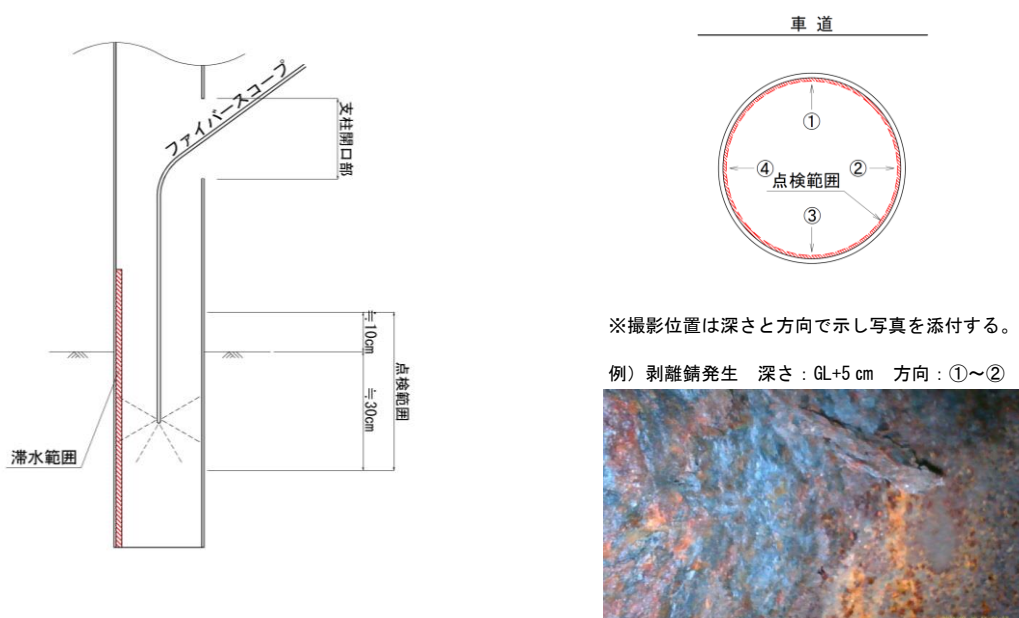 ファイバースコープ
支柱開口部
≒10cm
≒30cm
点検範囲
滞水範囲
車 道
①
④
②
点検範囲
③
※撮影位置は深さと方向で示し写真を添付する。
例）剥離錆発生　深さ：GL+5 cm　方向：①～②